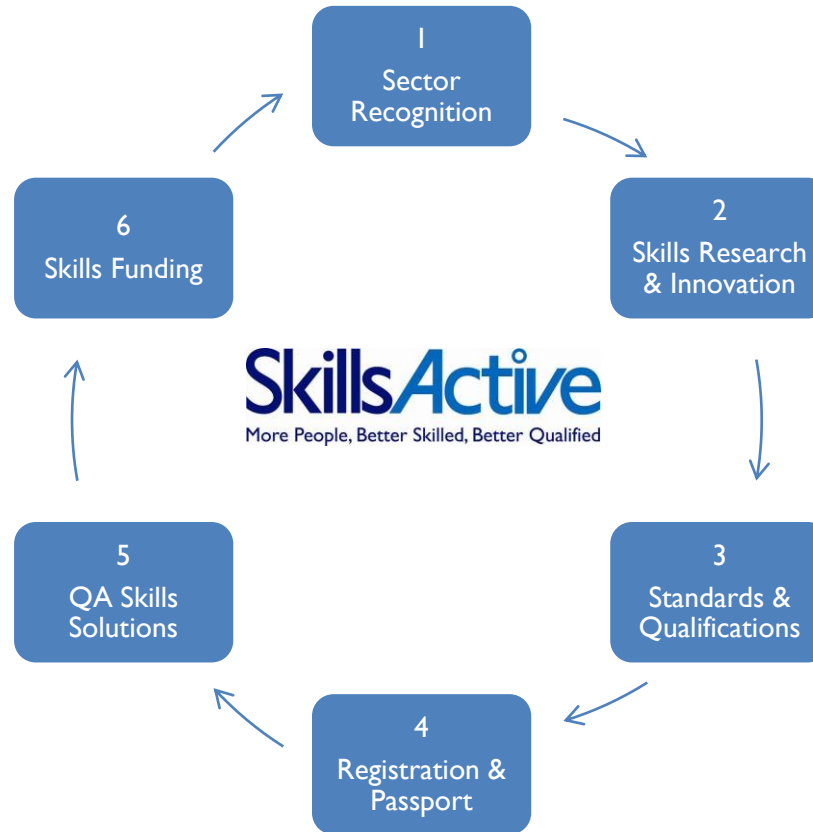 1
Sector
Recognition
2
Skills Research
& Innovation
3
Standards &
Qualifications
4
Registration &
Passport
5
QA Skills
Solutions
6
Skills Funding
SkillsActive
More People, Better Skilled, Better Qualified